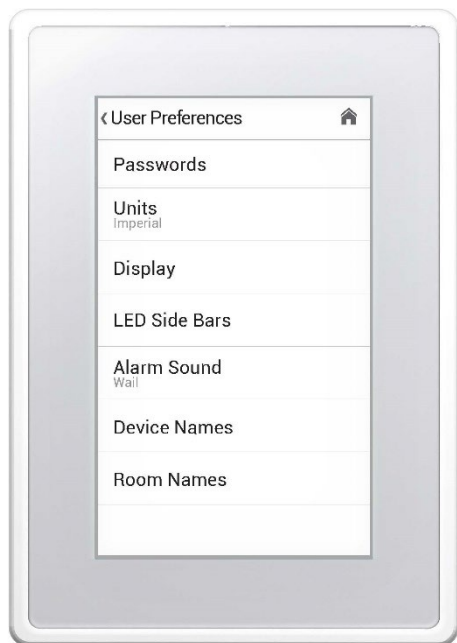 User Preferences
Passwords
Units
Imperial
Display
LED Side Bars
Alarm Sound
Wail
Device Names
Room Names